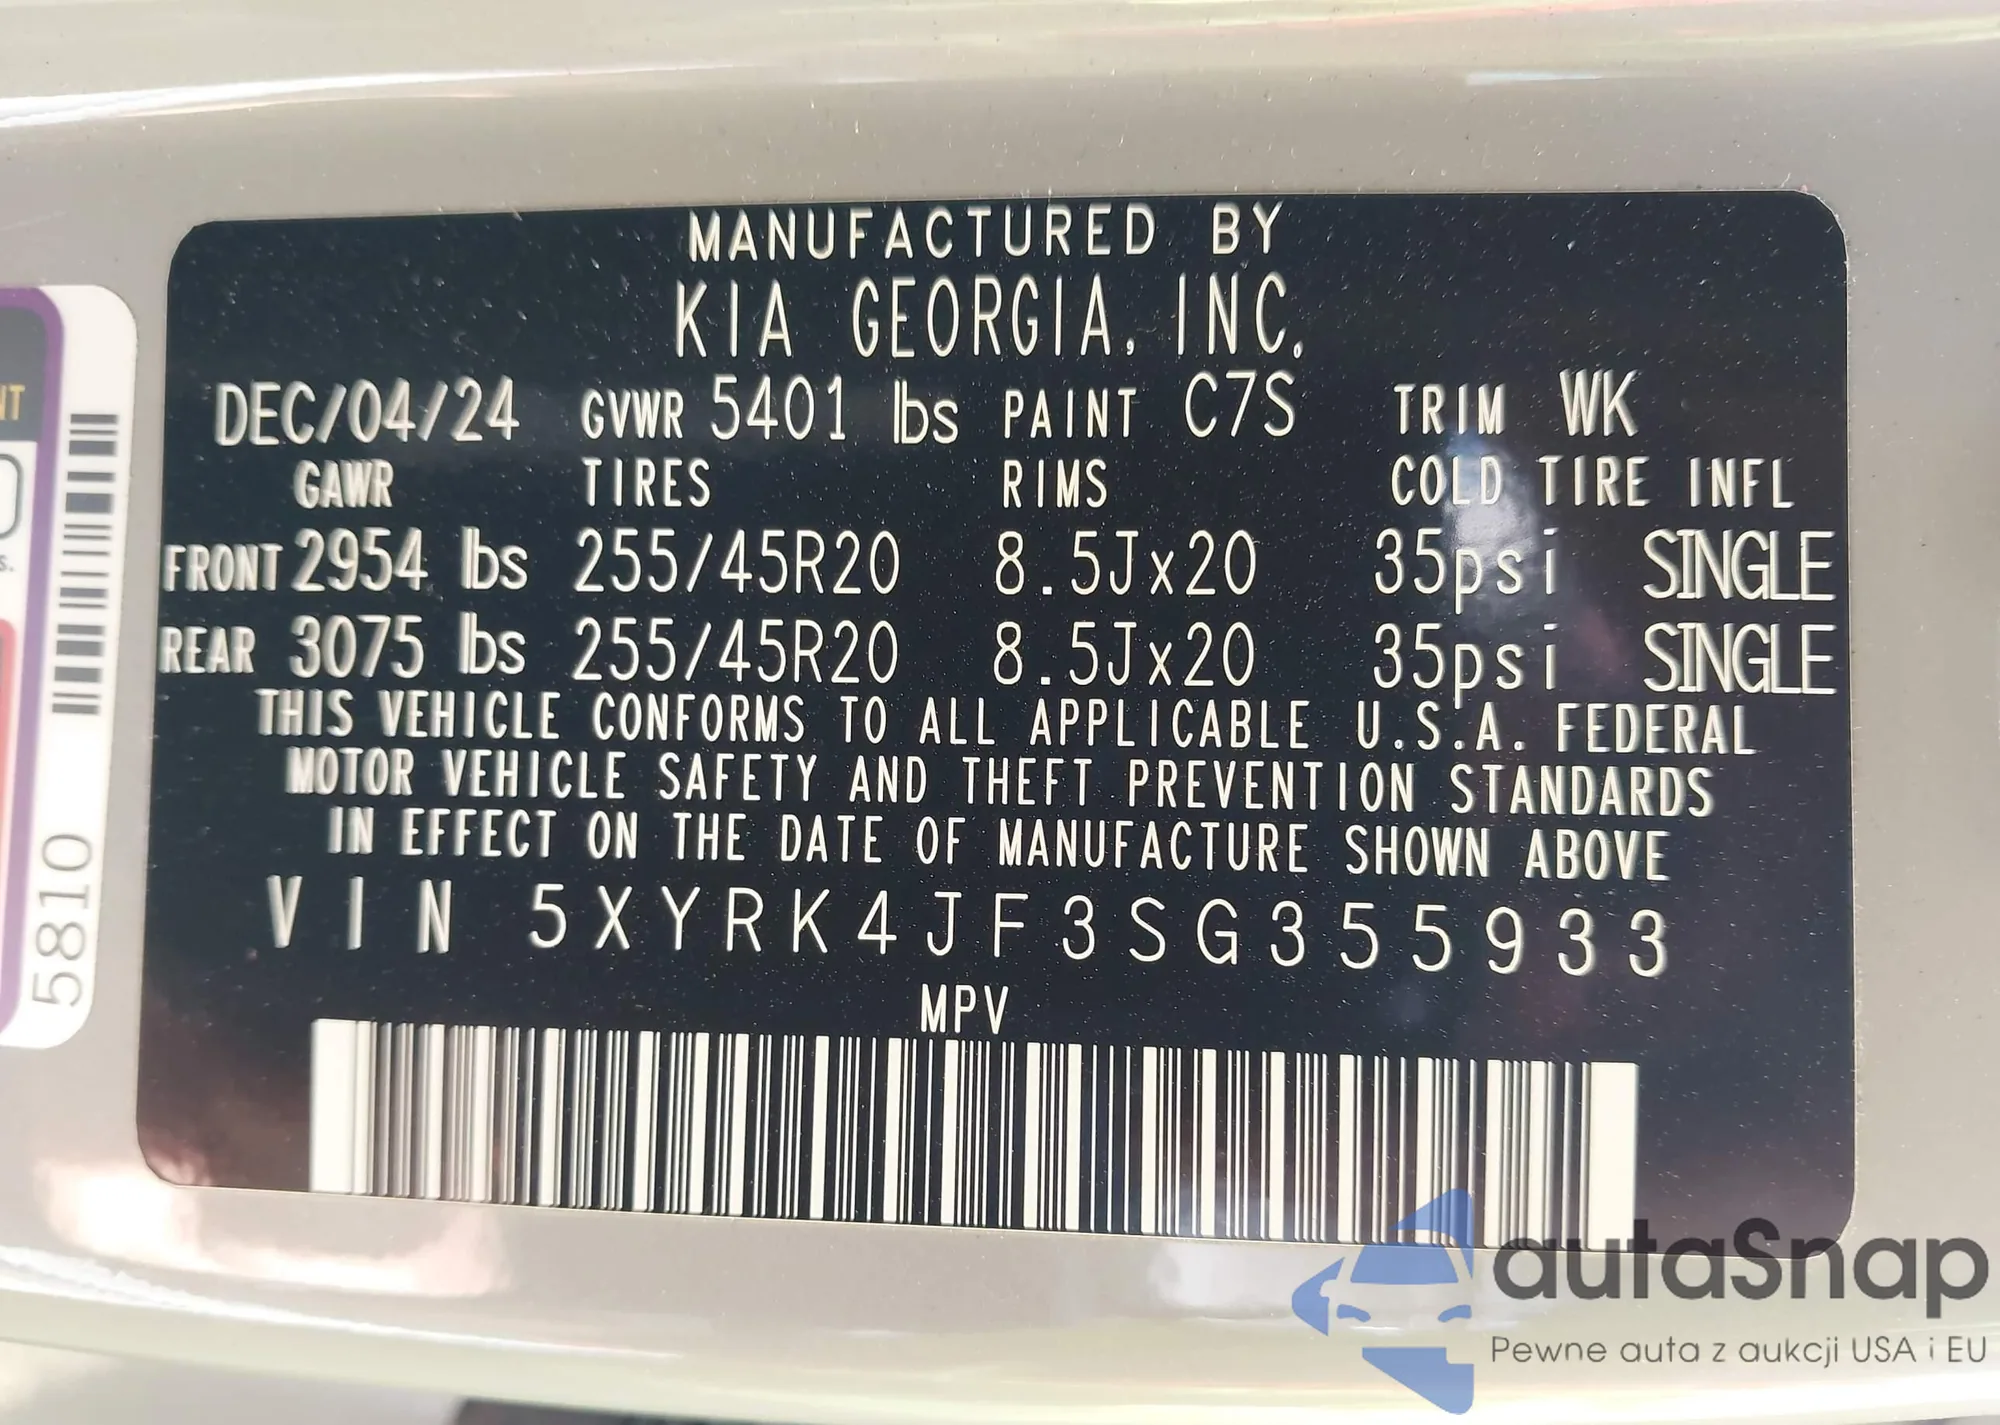 MANUFACTURED BY
KIA GEORGIA, INC.
DEC/04/24 GVWR 5401 lbs PAINT C7S TRIM WK
GAWR TIRES RIMS COLD TIRE INFL
FRONT 2954 lbs 255/45R20 8.5Jx20 35psi SINGLE
REAR 3075 lbs 255/45R20 8.5Jx20 35psi SINGLE
THIS VEHICLE CONFORMS TO ALL APPLICABLE U.S.A. FEDERAL
MOTOR VEHICLE SAFETY AND THEFT PREVENTION STANDARDS
IN EFFECT ON THE DATE OF MANUFACTURE SHOWN ABOVE
VIN 5XYRK4JF3SG355933
MPV
5810
autaSnap
Pewne auta z aukcji USA i EU